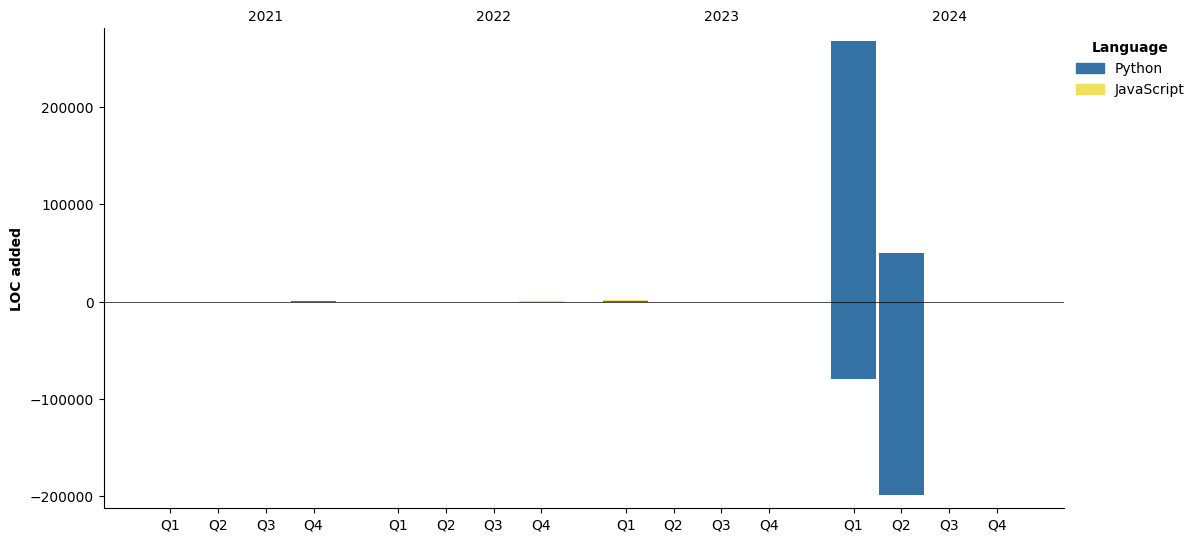 2021 2022 2023 2024
Language
Python
JavaScript
200000
100000
0
−100000
−200000
LOC added
Q1 Q2 Q3 Q4 Q1 Q2 Q3 Q4 Q1 Q2 Q3 Q4 Q1 Q2 Q3 Q4